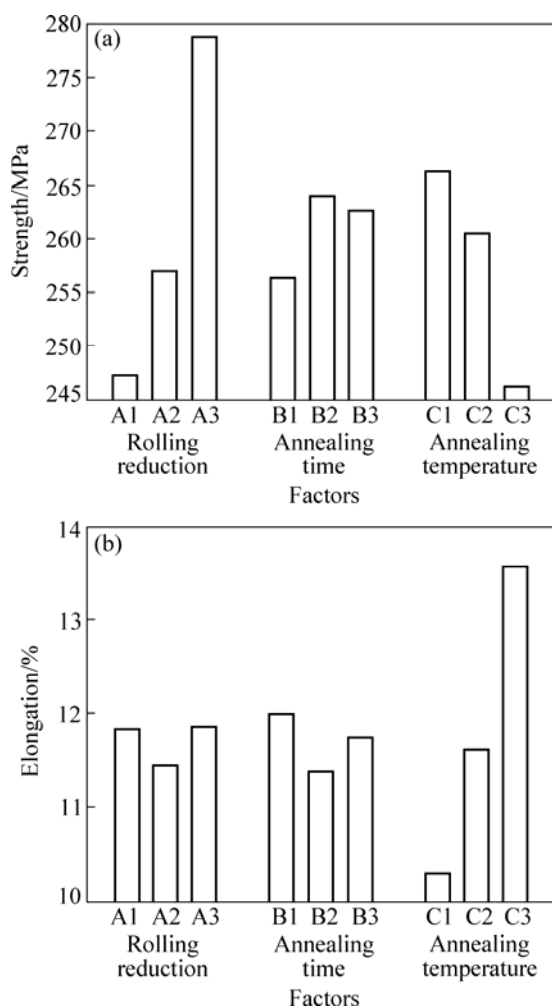 (a)
Strength/MPa
280
275
270
265
260
255
250
245
A1 A2 A3 B1 B2 B3 C1 C2 C3
Rolling Annealing Annealing
reduction time temperature
Factors
(b)
Elongation/%
14
13
12
11
10
A1 A2 A3 B1 B2 B3 C1 C2 C3
Rolling Annealing Annealing
reduction time temperature
Factors